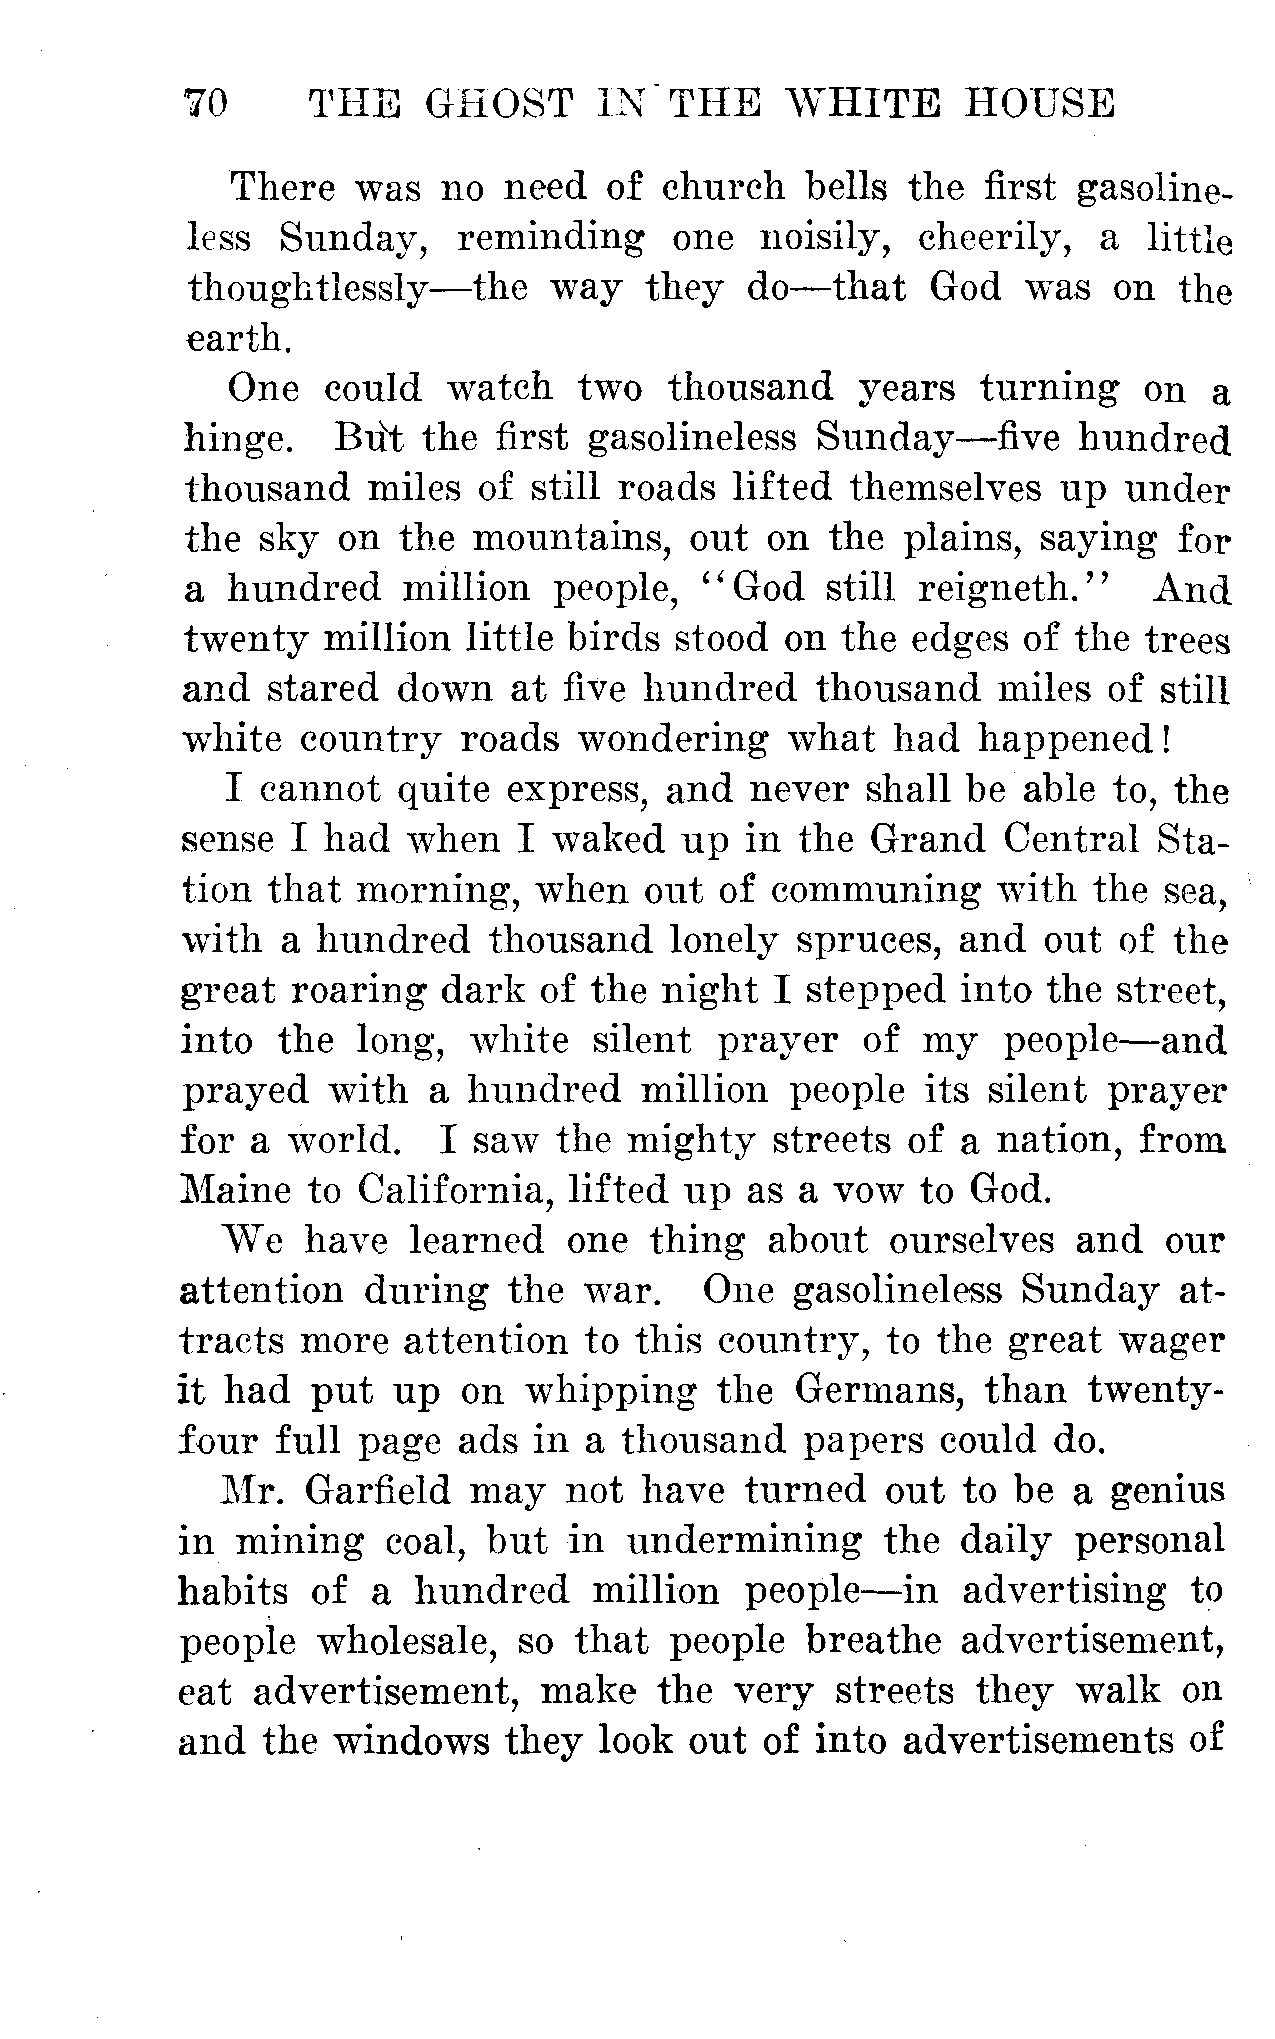 70 THE GHOST IN THE WHITE HOUSE
There was no need of church bells the first gasoline-
less Sunday, reminding one noisily, cheerily, a little
thoughtlessly—the way they do—that God was on the
earth.
One could watch two thousand years turning on a
hinge. But the first gasolineless Sunday—five hundred
thousand miles of still roads lifted themselves up under
the sky on the mountains, out on the plains, saying for
a hundred million people, "God still reigneth." And
twenty million little birds stood on the edges of the trees
and stared down at five hundred thousand miles of still
white country roads wondering what had happened!
I cannot quite express, and never shall be able to, the
sense I had when I waked up in the Grand Central Sta-
tion that morning, when out of communing with the sea,
with a hundred thousand lonely spruces, and out of the
great roaring dark of the night I stepped into the street,
into the long, white silent prayer of my people—and
prayed with a hundred million people its silent prayer
for a world. I saw the mighty streets of a nation, from
Maine to California, lifted up as a vow to God.
We have learned one thing about ourselves and our
attention during the war. One gasolineless Sunday at-
tracts more attention to this country, to the great wager
it had put up on whipping the Germans, than twenty-
four full page ads in a thousand papers could do.
Mr. Garfield may not have turned out to be a genius
in mining coal, but in undermining the daily personal
habits of a hundred million people—in advertising to
people wholesale, so that people breathe advertisement,
eat advertisement, make the very streets they walk on
and the windows they look out of into advertisements of